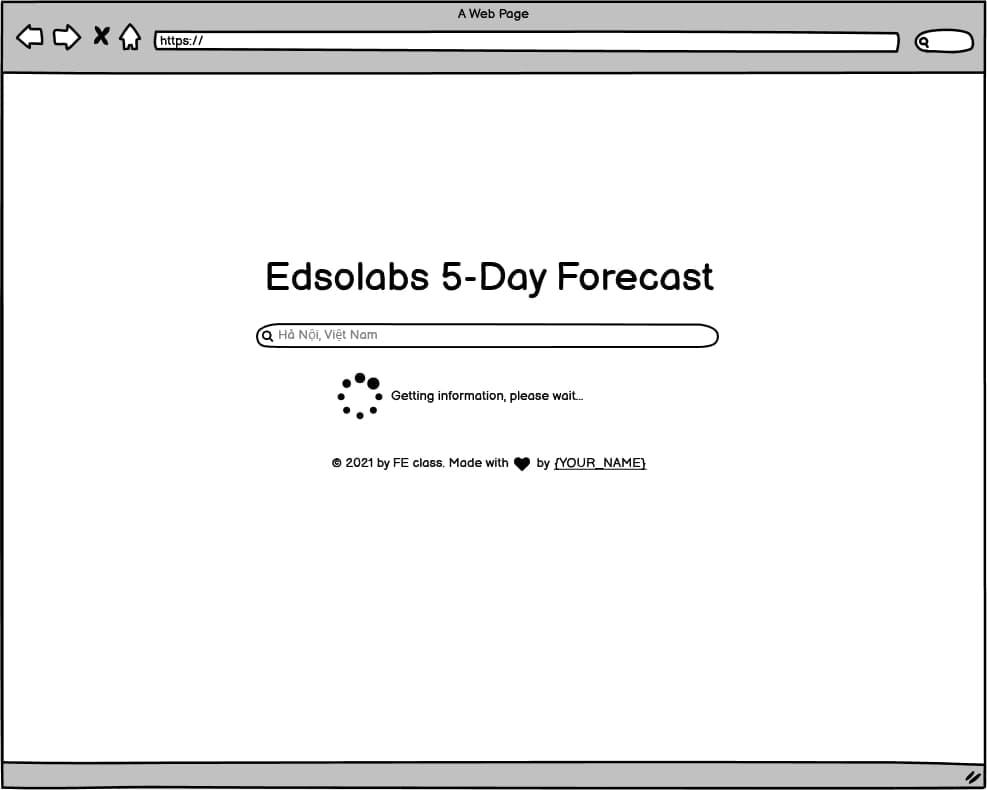 A Web Page
https://
Edsolabs 5-Day Forecast
Hà Nội, Việt Nam
Getting information, please wait...
© 2021 by FE class. Made with by {YOUR_NAME}